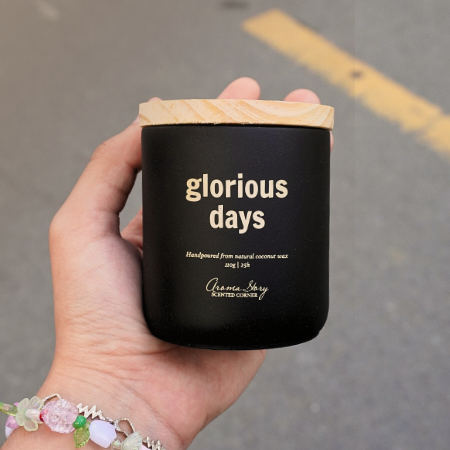 glorious
days
Handpoured from natural coconut wax
210g | 25h
Aroma Story
SCENTED CORNER